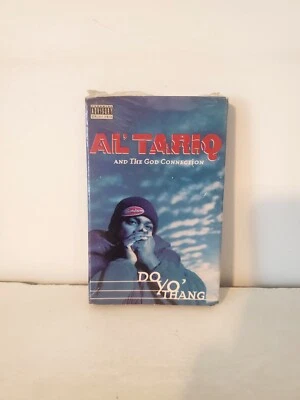 AL' TARIQ
AND THE GOD CONNECTION
DO
YO'
THANG